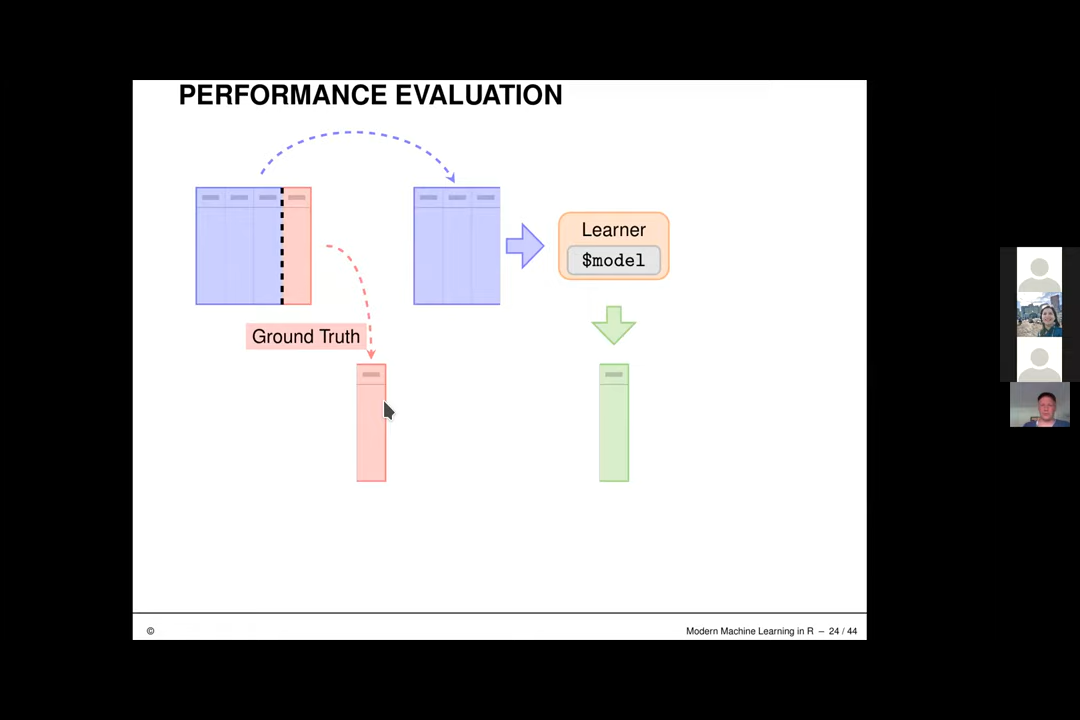 PERFORMANCE EVALUATION
Learner
$model
Ground Truth
©
Modern Machine Learning in R – 24 / 44